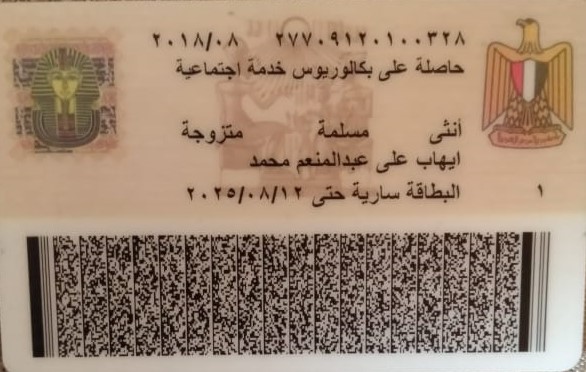 ٢٧٧٠٩١٢٠١٠٠٣٢٨ ٢٠١٨/٠٨
حاصلة على بكالوريوس خدمة اجتماعية
أنثى مسلمة متزوجة
ايهاب على عبدالمنعم محمد
البطاقة سارية حتى ٢٠٢٥/٠٨/١٢
١